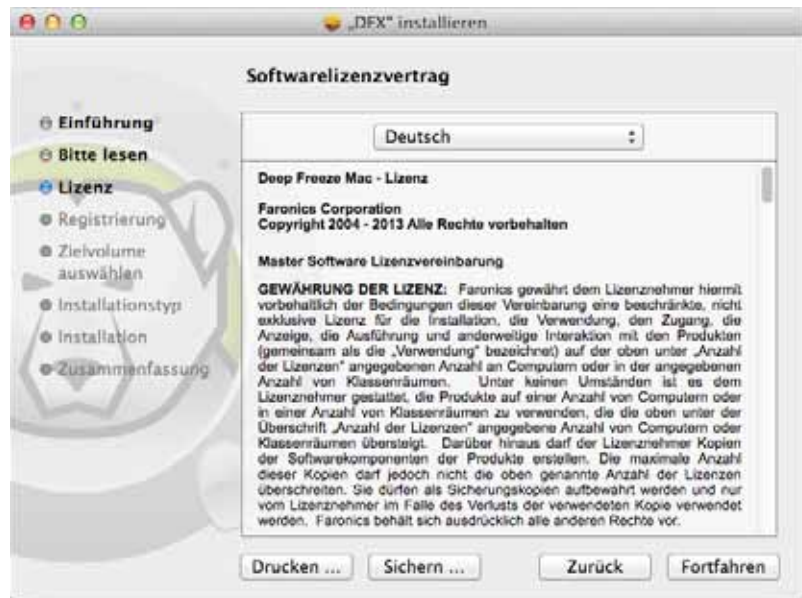 „DFX“ installieren
Softwarelizenzvertrag
Einführung
Bitte lesen
Lizenz
Registrierung
Zielvolume
auswählen
Installationstyp
Installation
Zusammenfassung
Deutsch
Deep Freeze Mac - Lizenz
Faronics Corporation
Copyright 2004 - 2013 Alle Rechte vorbehalten
Master Software Lizenzvereinbarung
GEWÄHRUNG DER LIZENZ: Faronics gewährt dem Lizenznehmer hiermit
vorbehaltlich der Bedingungen dieser Vereinbarung eine beschränkte, nicht
exklusive Lizenz für die Installation, die Verwendung, den Zugang, die
Anzeige, die Ausführung und anderweitige Interaktion mit den Produkten
(gemeinsam als die „Verwendung“ bezeichnet) auf der oben unter „Anzahl
der Lizenzen“ angegebenen Anzahl an Computern oder in der angegebenen
Anzahl von Klassenräumen. Unter keinen Umständen ist es dem
Lizenznehmer gestattet, die Produkte auf einer Anzahl von Computern oder
in einer Anzahl von Klassenräumen zu verwenden, die die oben unter der
Überschrift „Anzahl der Lizenzen“ angegebene Anzahl von Computern oder
Klassenräumen übersteigt. Darüber hinaus darf der Lizenznehmer Kopien
der Softwarekomponenten der Produkte erstellen. Die maximale Anzahl
dieser Kopien darf jedoch nicht die oben genannte Anzahl der Lizenzen
überschreiten. Sie dürfen als Sicherungskopien aufbewahrt werden und nur
vom Lizenznehmer im Falle des Verlusts der verwendeten Kopie verwendet
werden. Faronics behält sich ausdrücklich alle anderen Rechte vor.
Drucken ...
Sichern ...
Zurück
Fortfahren